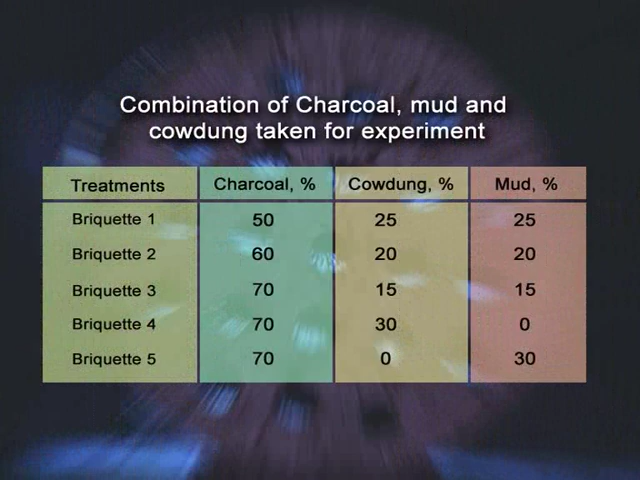 Combination of Charcoal, mud and
cowdung taken for experiment
Treatments Charcoal, % Cowdung, % Mud, %
Briquette 1 50 25 25
Briquette 2 60 20 20
Briquette 3 70 15 15
Briquette 4 70 30 0
Briquette 5 70 0 30